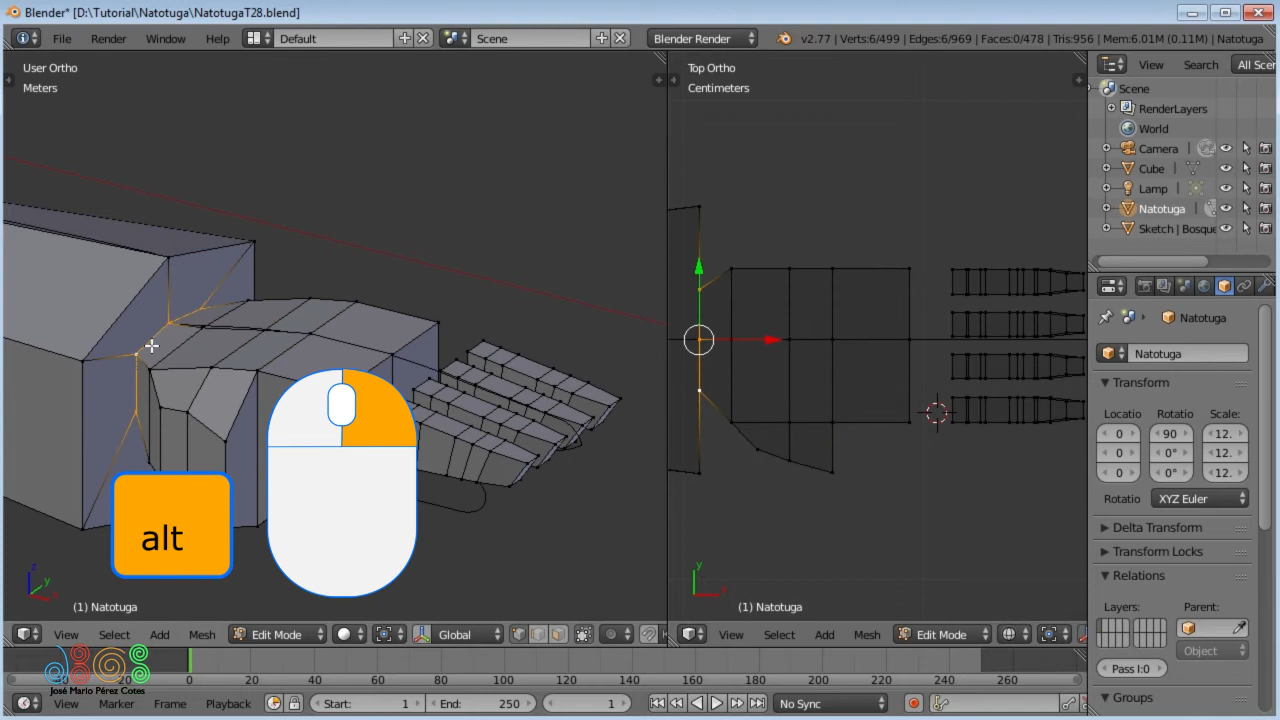 Blender* [D:\Tutorial\Natotuga\NatotugaT28.blend]
File Render Window Help Default Scene Blender Render v2.77 | Verts:6/499 | Edges:6/969 | Faces:0/478 | Tris:956 | Mem:6.01M (0.11M) | Natotuga
User Ortho
Meters
Top Ortho
Centimeters
View Search All Scer
Scene
RenderLayers
World
Camera
Cube
Lamp
Natotuga
Sketch | Bosque
Natotuga
Natotuga
Transform
Locatio Rotatio Scale:
0 90 12.
0 0° 12.
0 0° 12.
Rotatio XYZ Euler
Delta Transform
Transform Locks
Relations
Layers: Parent:
Object
Pass I:0
Groups
alt
z
y
x
y
x
(1) Natotuga
(1) Natotuga
View Select Add Mesh Edit Mode Global
View Select Add Mesh Edit Mode
0 20 40 60 80 100 120 140 160 180 200 220 240 260
José Mario Pérez Cotes
View Marker Frame Playback Start: 1 End: 250 1 No Sync